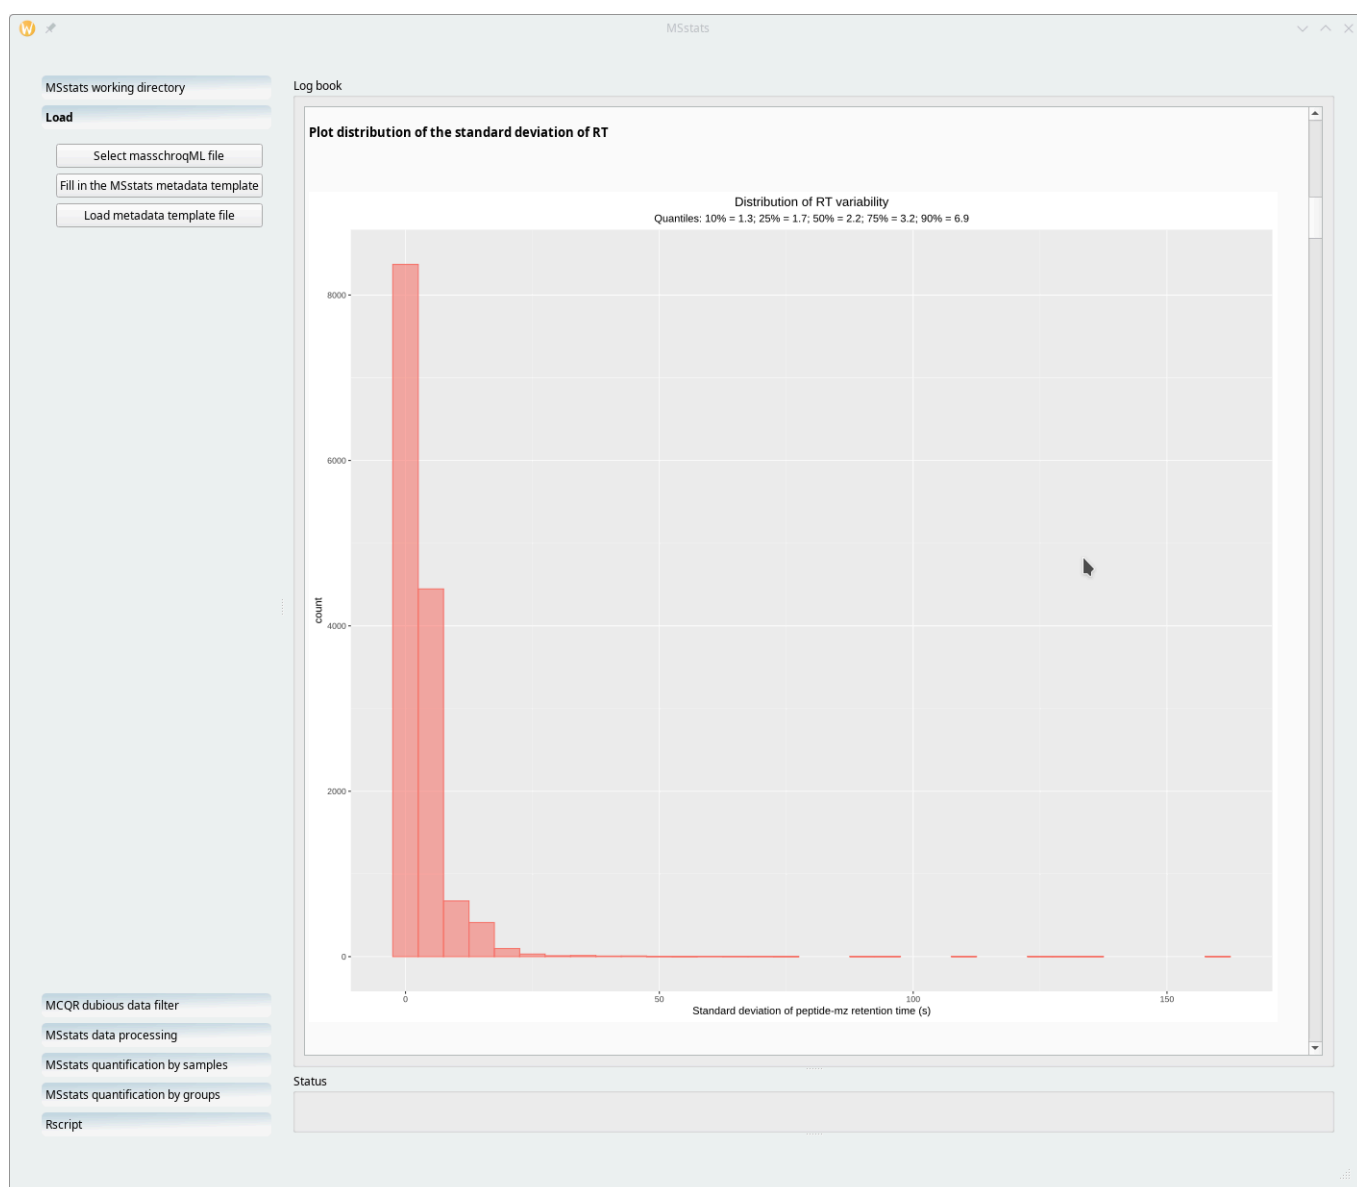 MSstats
MSstats working directory
Load
Select masschroqML file
Fill in the MSstats metadata template
Load metadata template file
MCQR dubious data filter
MSstats data processing
MSstats quantification by samples
MSstats quantification by groups
Rscript
Log book
Plot distribution of the standard deviation of RT
Distribution of RT variability
Quantiles: 10% = 1.3; 25% = 1.7; 50% = 2.2; 75% = 3.2; 90% = 6.9
count
8000
6000
4000
2000
0
0 50 100 150
Standard deviation of peptide-mz retention time (s)
Status